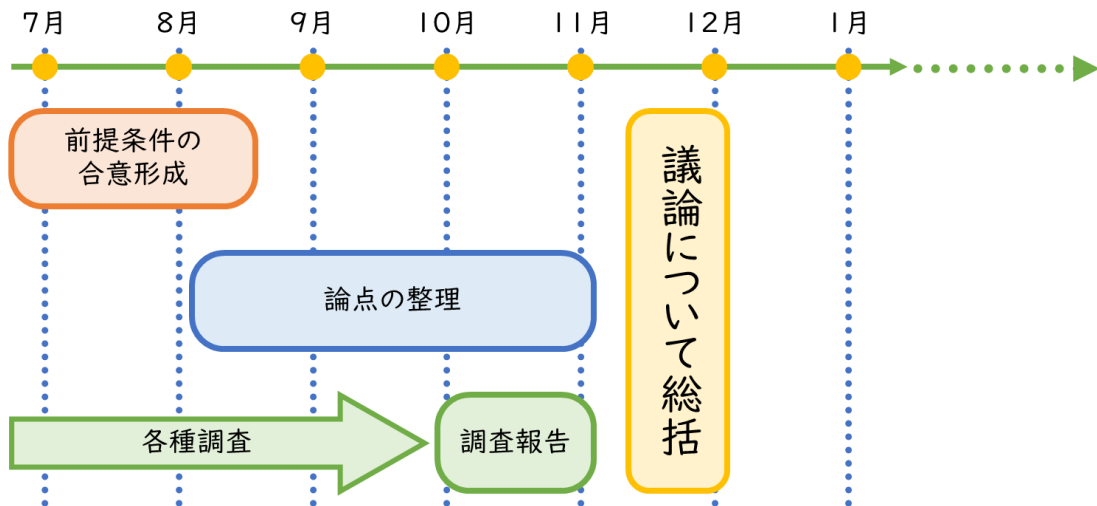 7月 8月 9月 10月 11月 12月 1月
前提条件の
合意形成
論点の整理
各種調査
調査報告
議論について総括